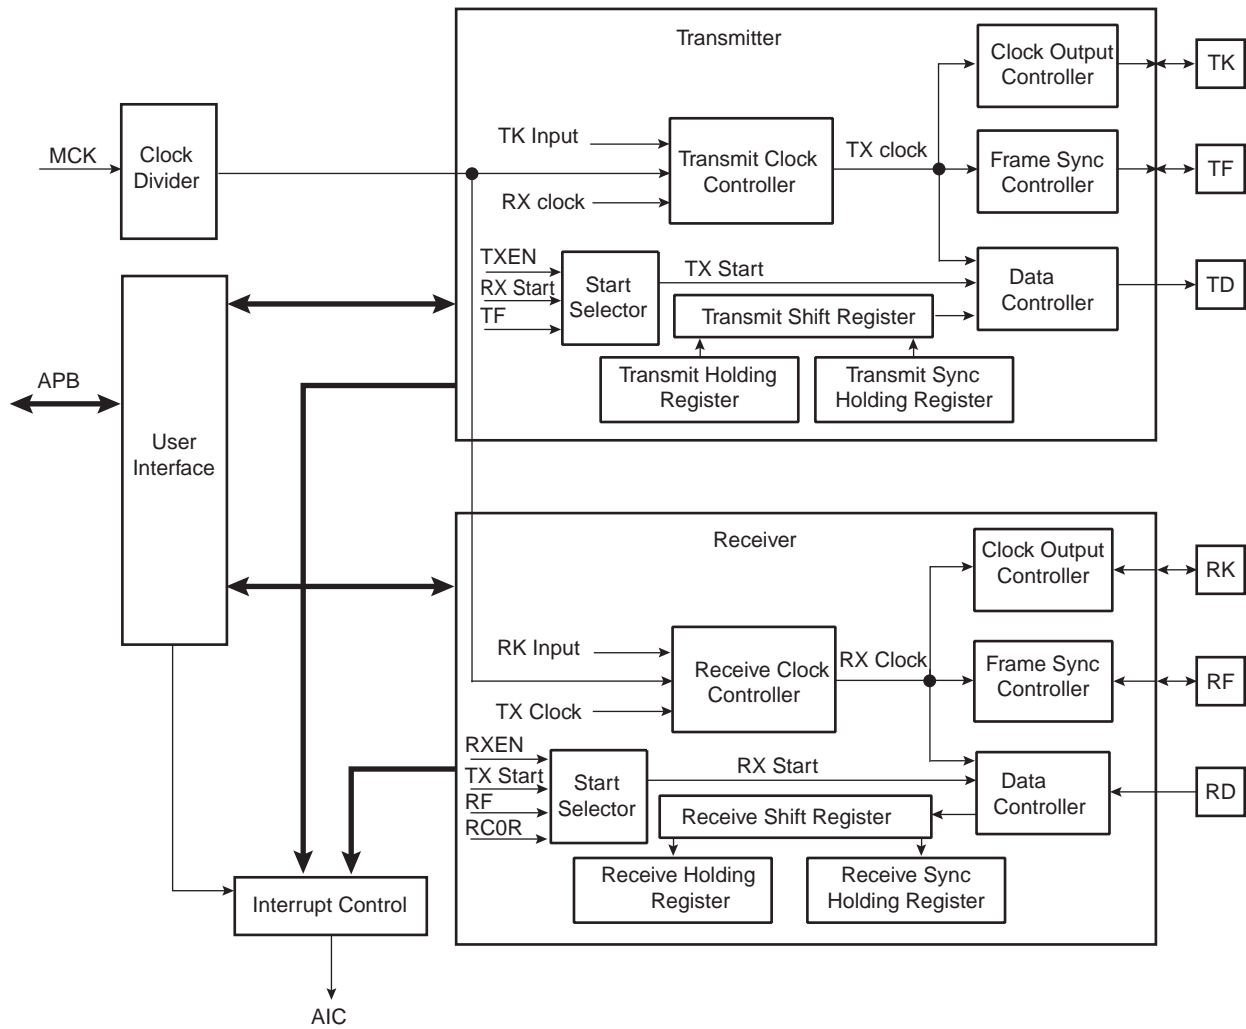 Transmitter
Clock Output
Controller
TK
MCK
Clock
Divider
TK Input
Transmit Clock
Controller
TX clock
Frame Sync
Controller
TF
RX clock
TXEN
RX Start
TF
Start
Selector
TX Start
Data
Controller
TD
Transmit Shift Register
Transmit Holding
Register
Transmit Sync
Holding Register
APB
User
Interface
Receiver
Clock Output
Controller
RK
RK Input
Receive Clock
Controller
RX Clock
Frame Sync
Controller
RF
TX Clock
RXEN
TX Start
RF
RC0R
Start
Selector
RX Start
Data
Controller
RD
Receive Shift Register
Receive Holding
Register
Receive Sync
Holding Register
Interrupt Control
AIC